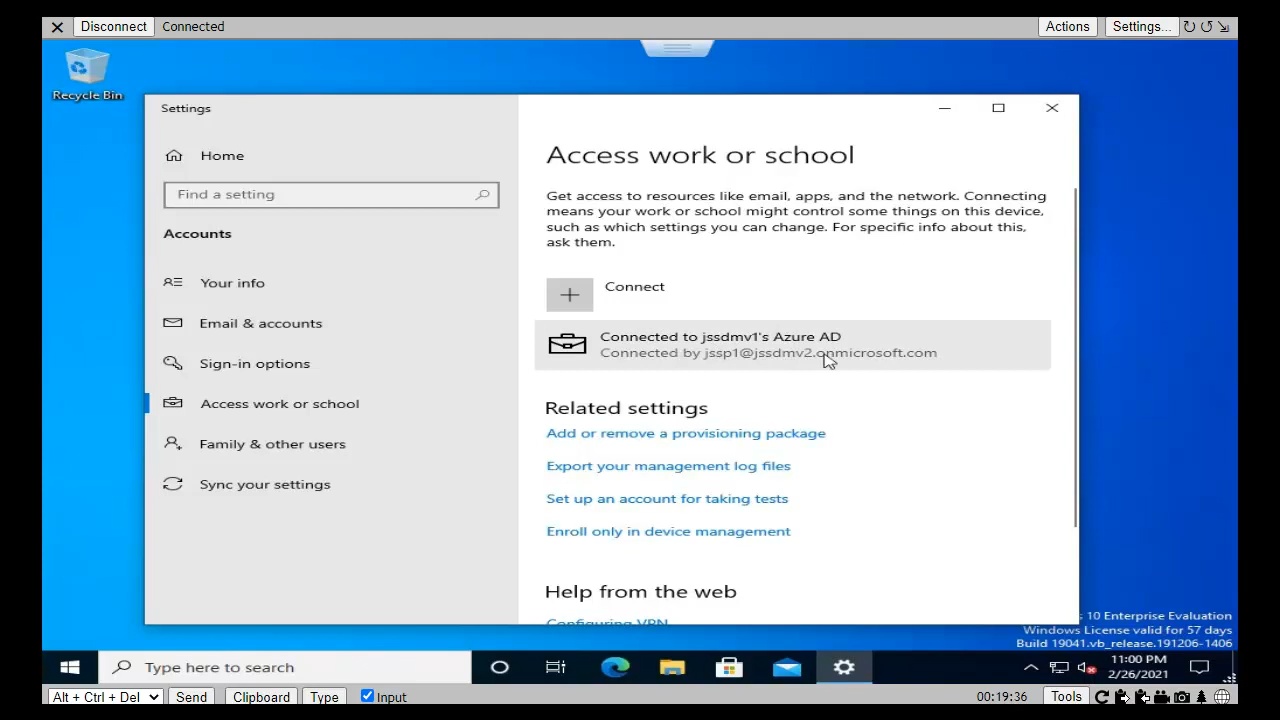 Disconnect Connected Actions Settings...
Recycle Bin
Settings
Home
Find a setting
Accounts
Your info
Email & accounts
Sign-in options
Access work or school
Family & other users
Sync your settings
Access work or school
Get access to resources like email, apps, and the network. Connecting
means your work or school might control some things on this device,
such as which settings you can change. For specific info about this,
ask them.
Connect
Connected to jssdmv1's Azure AD
Connected by jssp1@jssdmv2.onmicrosoft.com
Related settings
Add or remove a provisioning package
Export your management log files
Set up an account for taking tests
Enroll only in device management
Help from the web
Configuring VPN
10 Enterprise Evaluation
Windows License valid for 57 days
Build 19041.vb_release.191206-1406
Type here to search
11:00 PM
2/26/2021
Alt + Ctrl + Del Send Clipboard Type Input 00:19:36 Tools